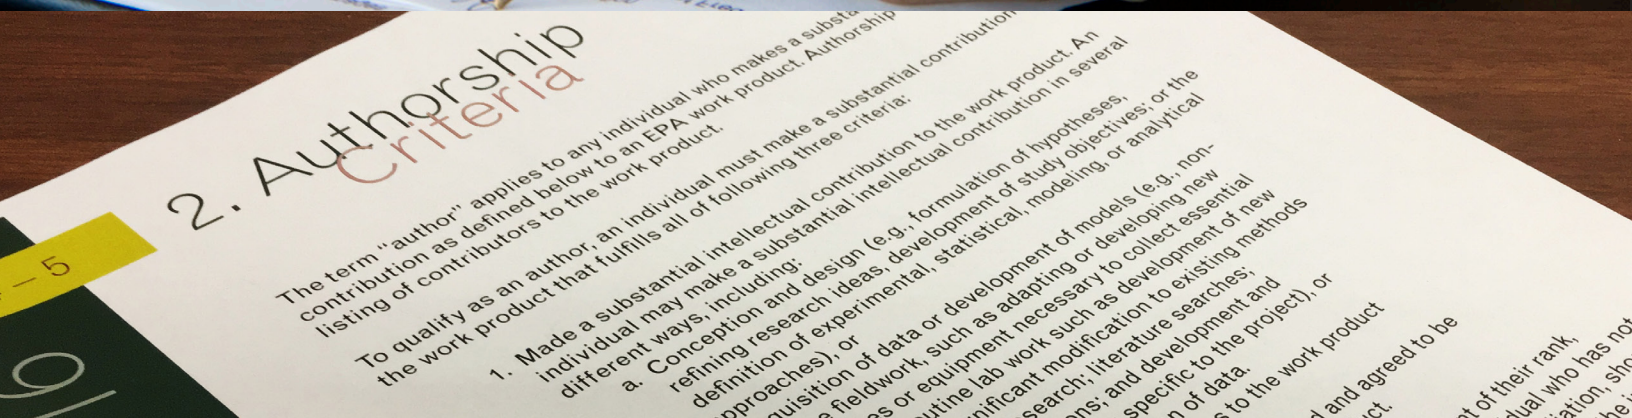 2. Authorship
Criteria
The term "author" applies to any individual who makes a
contribution as defined below to an EPA work product. Authorship
listing of contributors to the work product.
To qualify as an author, an individual must make a substantial contribution
the work product that fulfills all of following three criteria:
1. Made a substantial intellectual contribution to the work product. An
individual may make a substantial intellectual contribution in several
different ways, including:
a. Conception and design (e.g., formulation of hypotheses,
refining research ideas, development of study objectives; or the
definition of experimental, statistical, modeling, or analytical
approaches), or
of data or development of models (e.g., non-
fieldwork, such as adapting or developing new
or equipment necessary to collect essential
lab work such as development of new
modification to existing methods
literature searches;
and development and
specific to the project), or
of data.
to the work product
and agreed to be
of their rank,
who has not
5